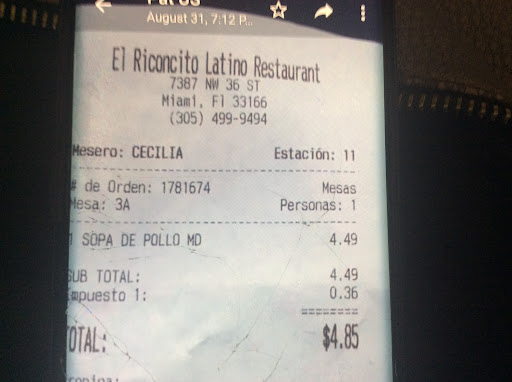 August 31, 7:12 P...
El Riconcito Latino Restaurant
7387 NW 36 ST
Miami, Fl 33166
(305) 499-9494
Mesero: CECILIA Estación: 11
# de Orden: 1781674 Mesas
Mesa: 3A Personas: 1
1 SOPA DE POLLO MD 4.49
SUB TOTAL: 4.49
Impuesto 1: 0.36
========
TOTAL: $4.85